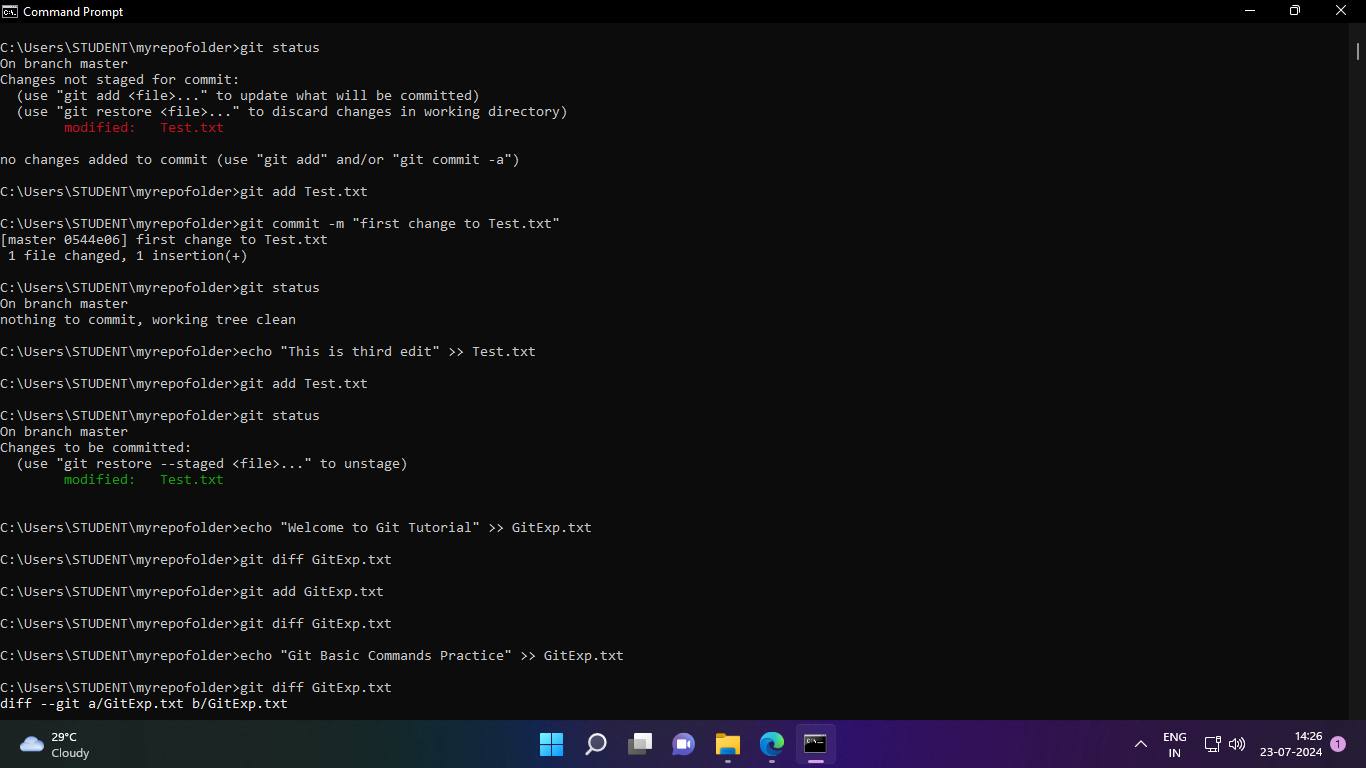 Command Prompt
C:\Users\STUDENT\myrepofolder>git status
On branch master
Changes not staged for commit:
  (use "git add <file>..." to update what will be committed)
  (use "git restore <file>..." to discard changes in working directory)
        modified:   Test.txt
no changes added to commit (use "git add" and/or "git commit -a")
C:\Users\STUDENT\myrepofolder>git add Test.txt
C:\Users\STUDENT\myrepofolder>git commit -m "first change to Test.txt"
[master 0544e06] first change to Test.txt
 1 file changed, 1 insertion(+)
C:\Users\STUDENT\myrepofolder>git status
On branch master
nothing to commit, working tree clean
C:\Users\STUDENT\myrepofolder>echo "This is third edit" >> Test.txt
C:\Users\STUDENT\myrepofolder>git add Test.txt
C:\Users\STUDENT\myrepofolder>git status
On branch master
Changes to be committed:
  (use "git restore --staged <file>..." to unstage)
        modified:   Test.txt
C:\Users\STUDENT\myrepofolder>echo "Welcome to Git Tutorial" >> GitExp.txt
C:\Users\STUDENT\myrepofolder>git diff GitExp.txt
C:\Users\STUDENT\myrepofolder>git add GitExp.txt
C:\Users\STUDENT\myrepofolder>git diff GitExp.txt
C:\Users\STUDENT\myrepofolder>echo "Git Basic Commands Practice" >> GitExp.txt
C:\Users\STUDENT\myrepofolder>git diff GitExp.txt
diff --git a/GitExp.txt b/GitExp.txt
29°C
Cloudy
ENG
IN
14:26
23-07-2024
1